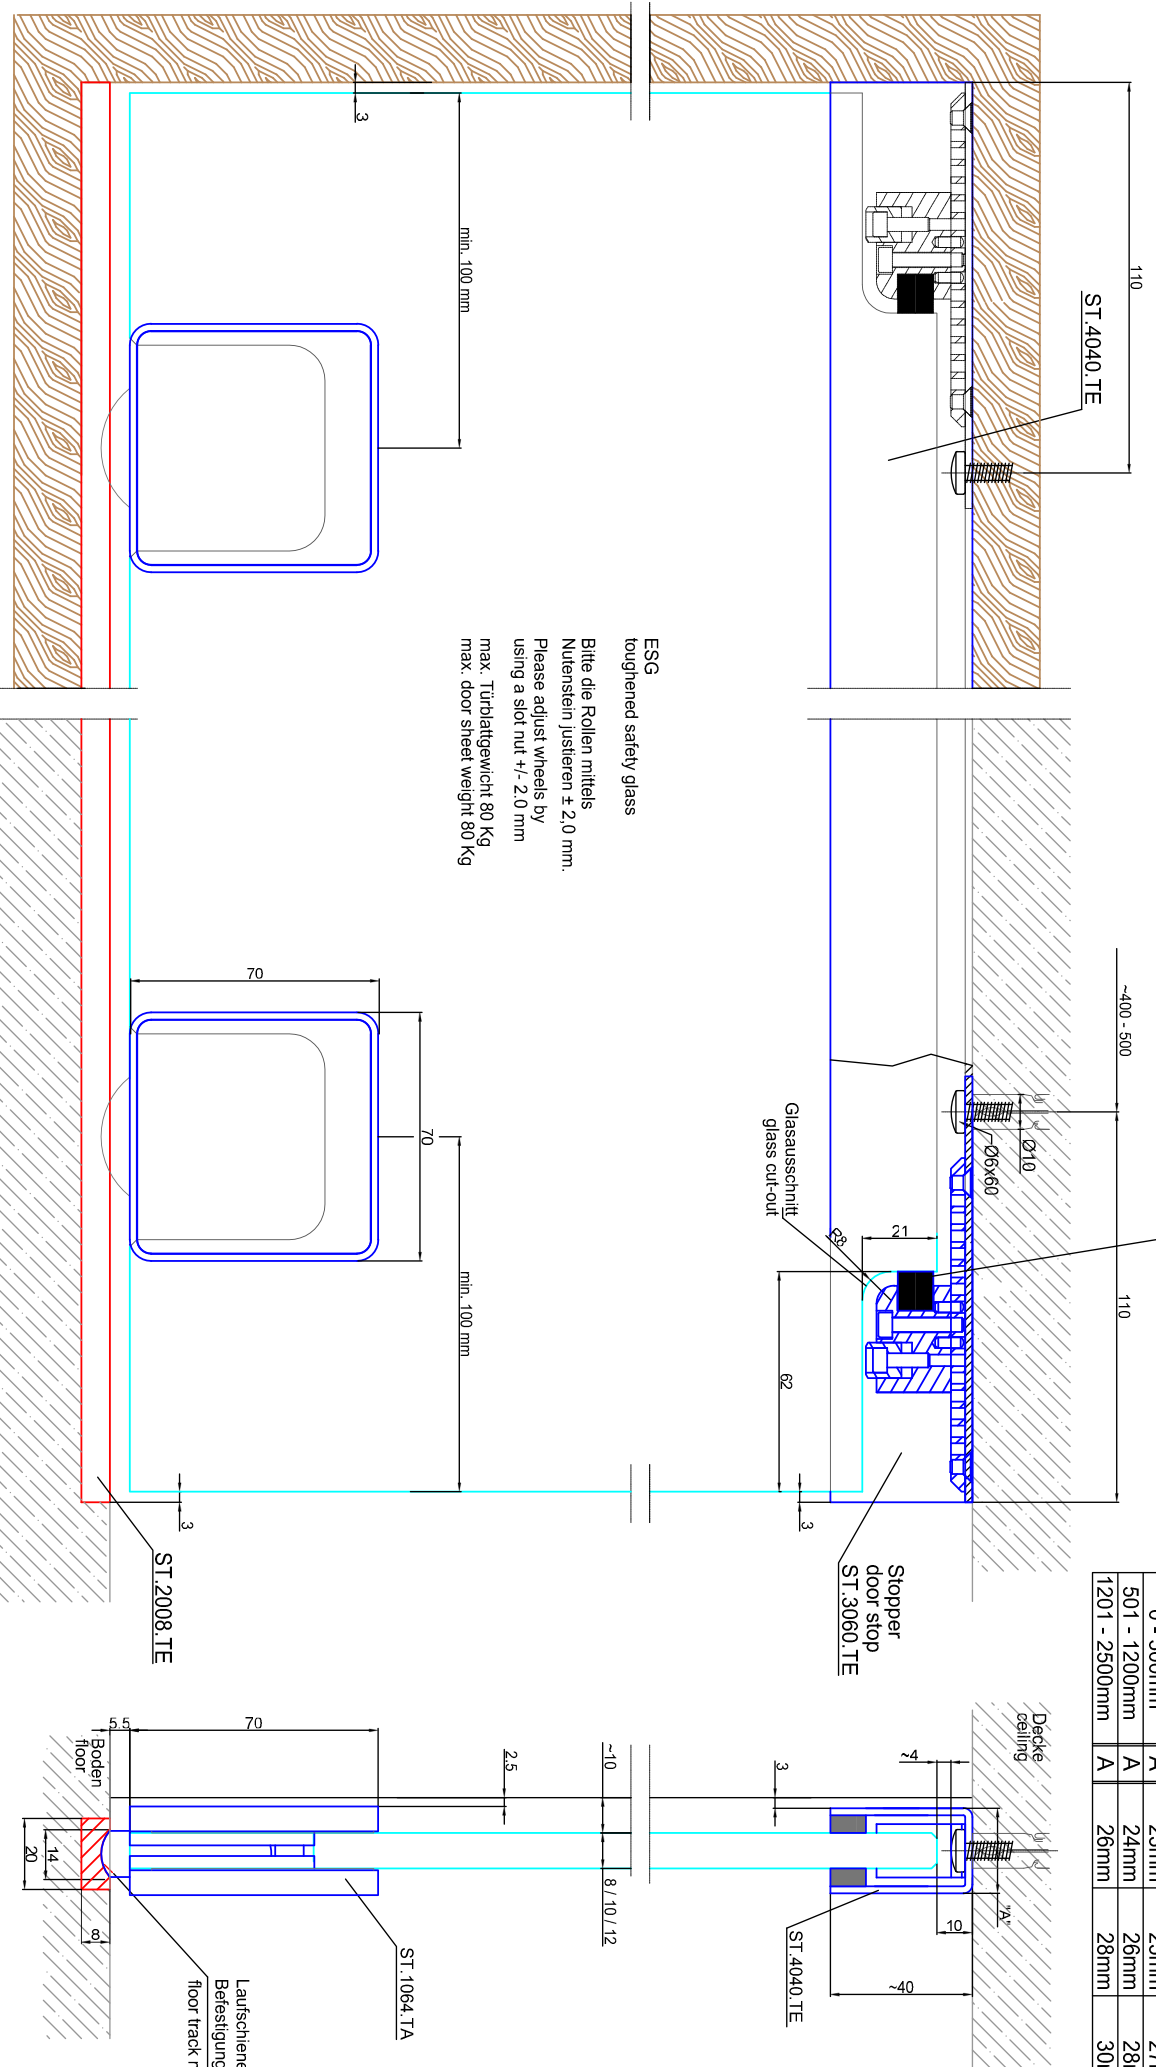 110
ST.4040.TE
3
min. 100 mm
ESG
toughened safety glass
Bitte die Rollen mittels
Nutenstein justieren ± 2,0 mm.
Please adjust wheels by
using a slot nut +/- 2.0 mm
max. Türblattgewicht 80 Kg
max. door sheet weight 80 Kg
~400 - 500
110
Ø10
~Ø6x60
Glasausschnitt
glass cut-out
21
R8
62
3
70
70
min. 100 mm
3
ST.2008.TE
Stopper
door stop
ST.3060.TE
501 - 1200mm A 24mm 26mm
1201 - 2500mm A 26mm 28mm
Decke
ceiling
~4
3
"A"
10
~40
ST.4040.TE
~10
8 / 10 / 12
2.5
70
5.5
Boden
floor
14
20
8
ST.1064.TA
Laufschiene
Befestigung
floor track